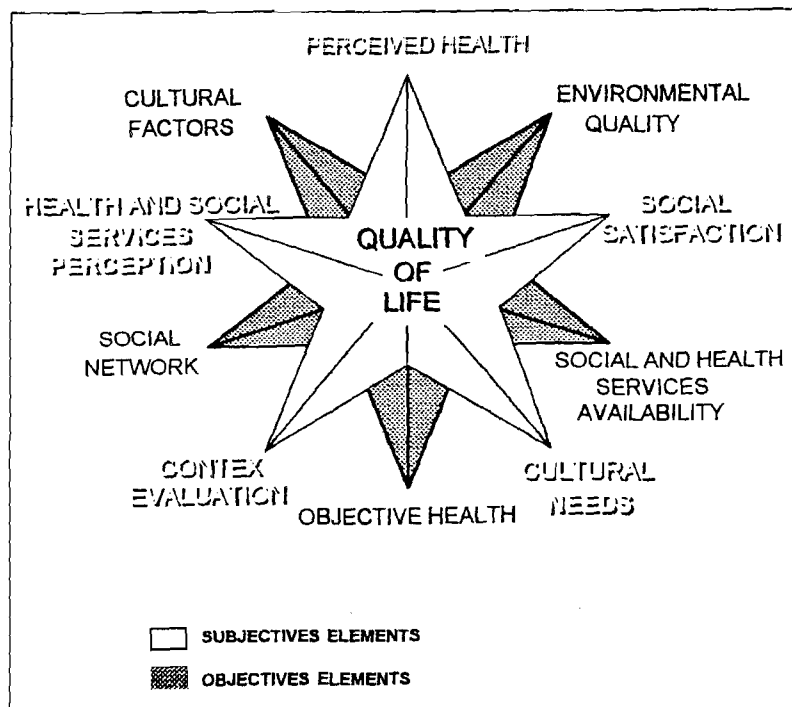 PERCEIVED HEALTH
CULTURAL
FACTORS
ENVIRONMENTAL
QUALITY
HEALTH AND SOCIAL
SERVICES
PERCEPTION
SOCIAL
SATISFACTION
QUALITY
OF
LIFE
SOCIAL
NETWORK
SOCIAL AND HEALTH
SERVICES
AVAILABILITY
CONTEX
EVALUATION
CULTURAL
NEEDS
OBJECTIVE HEALTH
SUBJECTIVES ELEMENTS
OBJECTIVES ELEMENTS